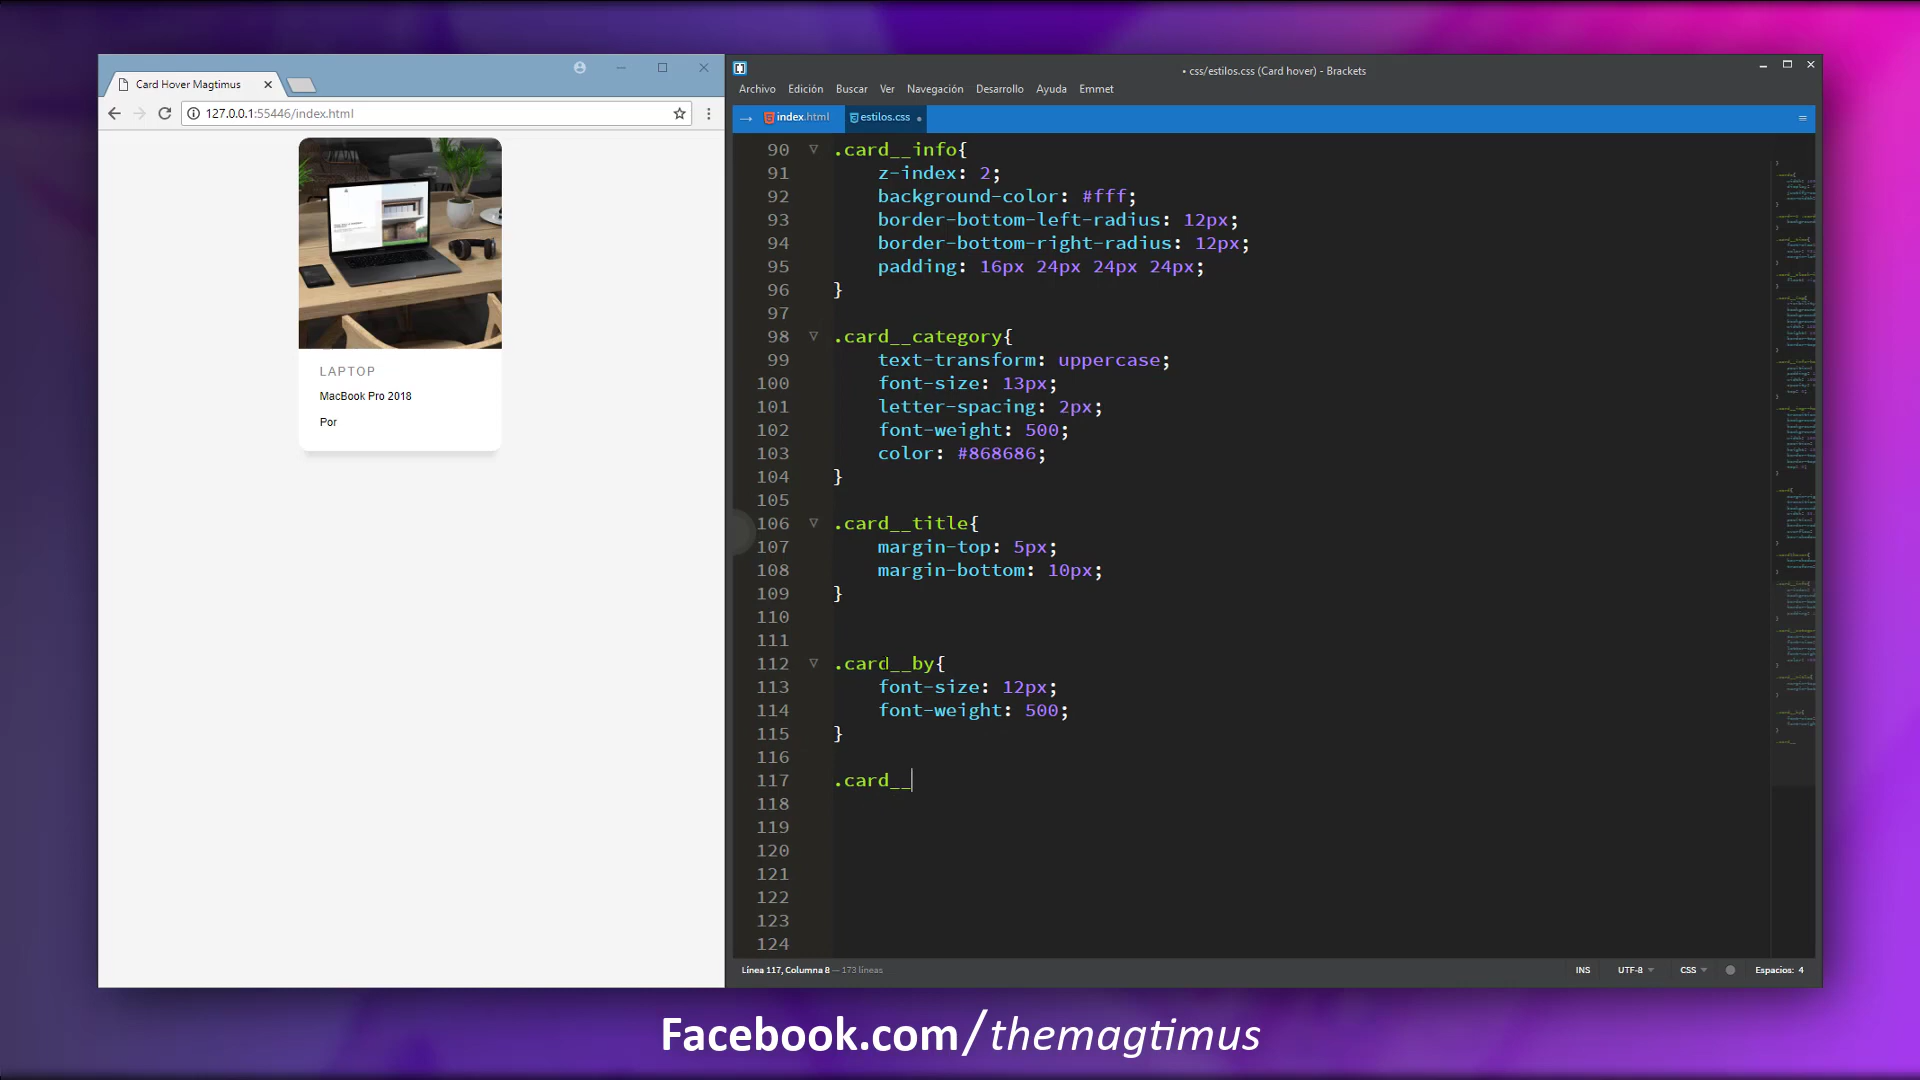 Card Hover Magtimus
127.0.0.1:55446/index.html
LAPTOP
MacBook Pro 2018
Por
• css/estilos.css (Card hover) - Brackets
Archivo Edición Buscar Ver Navegación Desarrollo Ayuda Emmet
index.html estilos.css
90 .card__info{
91 z-index: 2;
92 background-color: #fff;
93 border-bottom-left-radius: 12px;
94 border-bottom-right-radius: 12px;
95 padding: 16px 24px 24px 24px;
96 }
97
98 .card__category{
99 text-transform: uppercase;
100 font-size: 13px;
101 letter-spacing: 2px;
102 font-weight: 500;
103 color: #868686;
104 }
105
106 .card__title{
107 margin-top: 5px;
108 margin-bottom: 10px;
109 }
110
111
112 .card__by{
113 font-size: 12px;
114 font-weight: 500;
115 }
116
117 .card__
118
119
120
121
122
123
124
Línea 117, Columna 8 — 173 líneas INS UTF-8 CSS Espacios: 4
Facebook.com/themagtimus